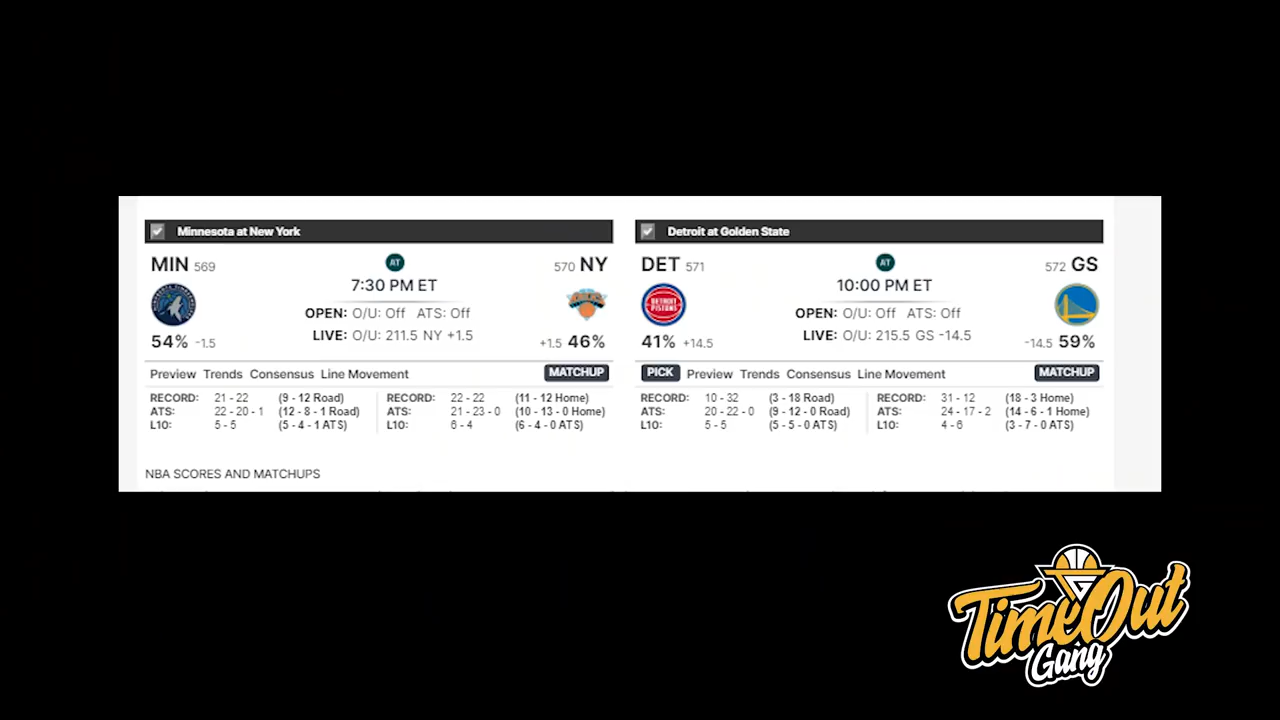 Minnesota at New York
MIN 569
AT
570 NY
7:30 PM ET
OPEN: O/U: Off ATS: Off
LIVE: O/U: 211.5 NY +1.5
54% -1.5
+1.5 46%
Preview Trends Consensus Line Movement MATCHUP
RECORD: 21 - 22 (9 - 12 Road)
ATS: 22 - 20 - 1 (12 - 8 - 1 Road)
L10: 5 - 5 (5 - 4 - 1 ATS)
RECORD: 22 - 22 (11 - 12 Home)
ATS: 21 - 23 - 0 (10 - 13 - 0 Home)
L10: 6 - 4 (6 - 4 - 0 ATS)
Detroit at Golden State
DET 571
AT
572 GS
10:00 PM ET
OPEN: O/U: Off ATS: Off
LIVE: O/U: 215.5 GS -14.5
DETROIT PISTONS
41% +14.5
-14.5 59%
PICK Preview Trends Consensus Line Movement MATCHUP
RECORD: 10 - 32 (3 - 18 Road)
ATS: 20 - 22 - 0 (9 - 12 - 0 Road)
L10: 5 - 5 (5 - 5 - 0 ATS)
RECORD: 31 - 12 (18 - 3 Home)
ATS: 24 - 17 - 2 (14 - 6 - 1 Home)
L10: 4 - 6 (3 - 7 - 0 ATS)
NBA SCORES AND MATCHUPS
TimeOut
Gang